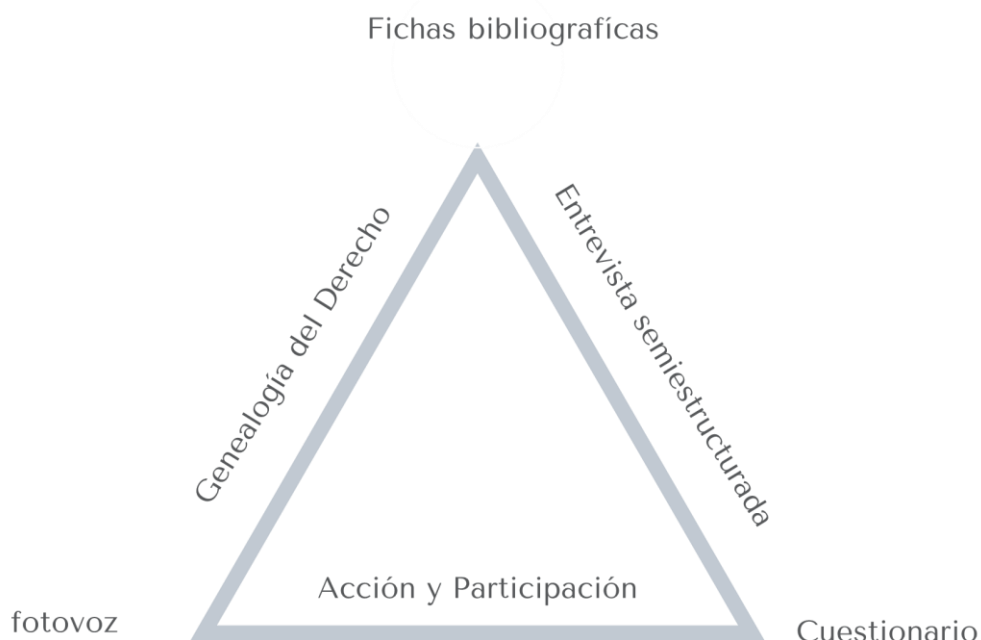 Fichas bibliografícas
Genealogía del Derecho
Entrevista semiestructurada
Acción y Participación
fotovoz
Cuestionario